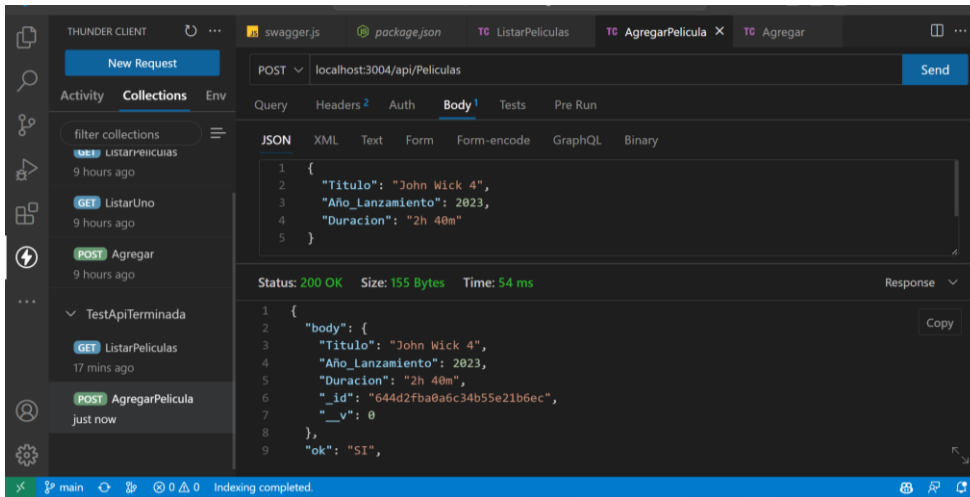 THUNDER CLIENT
New Request
Activity Collections Env
filter collections
GET ListarPeliculas
9 hours ago
GET ListarUno
9 hours ago
POST Agregar
9 hours ago
TestApiTerminada
GET ListarPeliculas
17 mins ago
POST AgregarPelicula
just now
JS swagger.js package.json TC ListarPeliculas TC AgregarPelicula TC Agregar
POST localhost:3004/api/Peliculas Send
Query Headers 2 Auth Body 1 Tests Pre Run
JSON XML Text Form Form-encode GraphQL Binary
1 {
2 "Titulo": "John Wick 4",
3 "Año_Lanzamiento": 2023,
4 "Duracion": "2h 40m"
5 }
Status: 200 OK Size: 155 Bytes Time: 54 ms Response
Copy
1 {
2 "body": {
3 "Titulo": "John Wick 4",
4 "Año_Lanzamiento": 2023,
5 "Duracion": "2h 40m",
6 "_id": "644d2fba0a6c34b55e21b6ec",
7 "__v": 0
8 },
9 "ok": "SI",
main 0 0 Indexing completed.